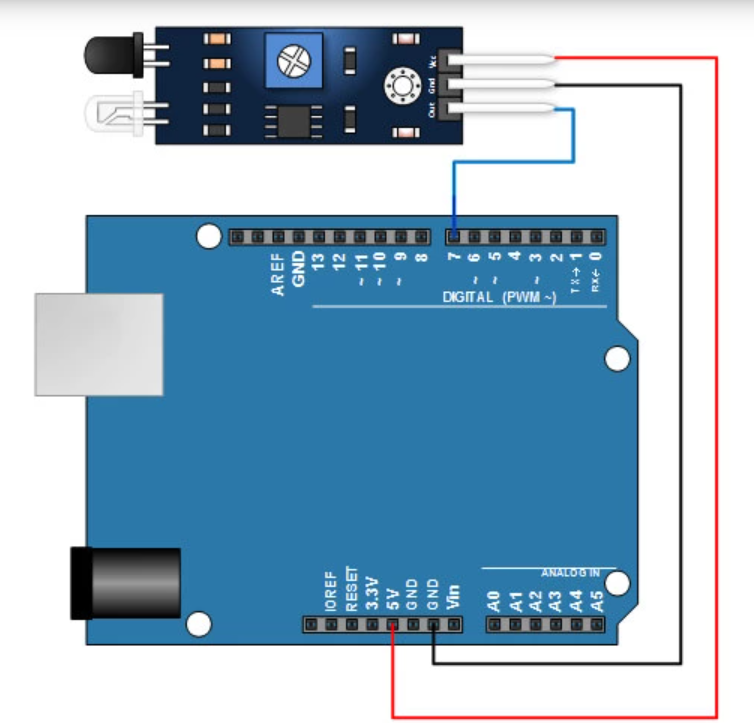 Vcc
Gnd
Out
AREF
GND
13
12
~11
~10
~9
8
7
~6
~5
4
~3
2
TX→1
RX←0
DIGITAL (PWM ~)
ANALOG IN
IOREF
RESET
3.3V
5V
GND
GND
Vin
A0
A1
A2
A3
A4
A5